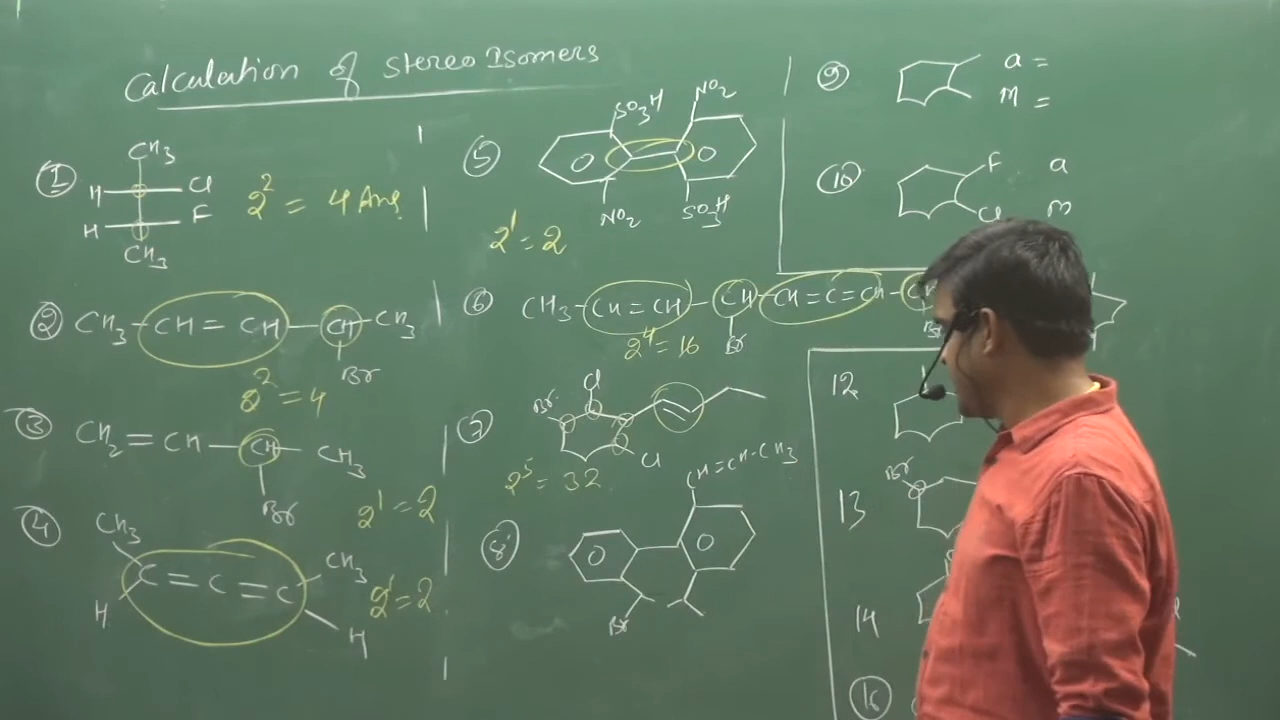 Calculation of Stereo Isomers
1
CH3
H Cl
H F
CH3
2² = 4 Ans
2 CH3-CH=CH-CH-CH3
Br
2² = 4
3 CH2=CH-CH-CH3
Br
2¹ = 2
4
CH3
C=C=C CH3
H H
2¹ = 2
5
SO3H NO2
NO2 SO3H
2¹ = 2
6 CH3-CH=CH-CH-CH=C=CH-CH
Br Br
2⁴ = 16
7
Cl
Br
Cl
2⁵ = 32
8
CH=CH-CH3
Br
9 a =
m =
10 F a
Cl m
12
13 Br
14